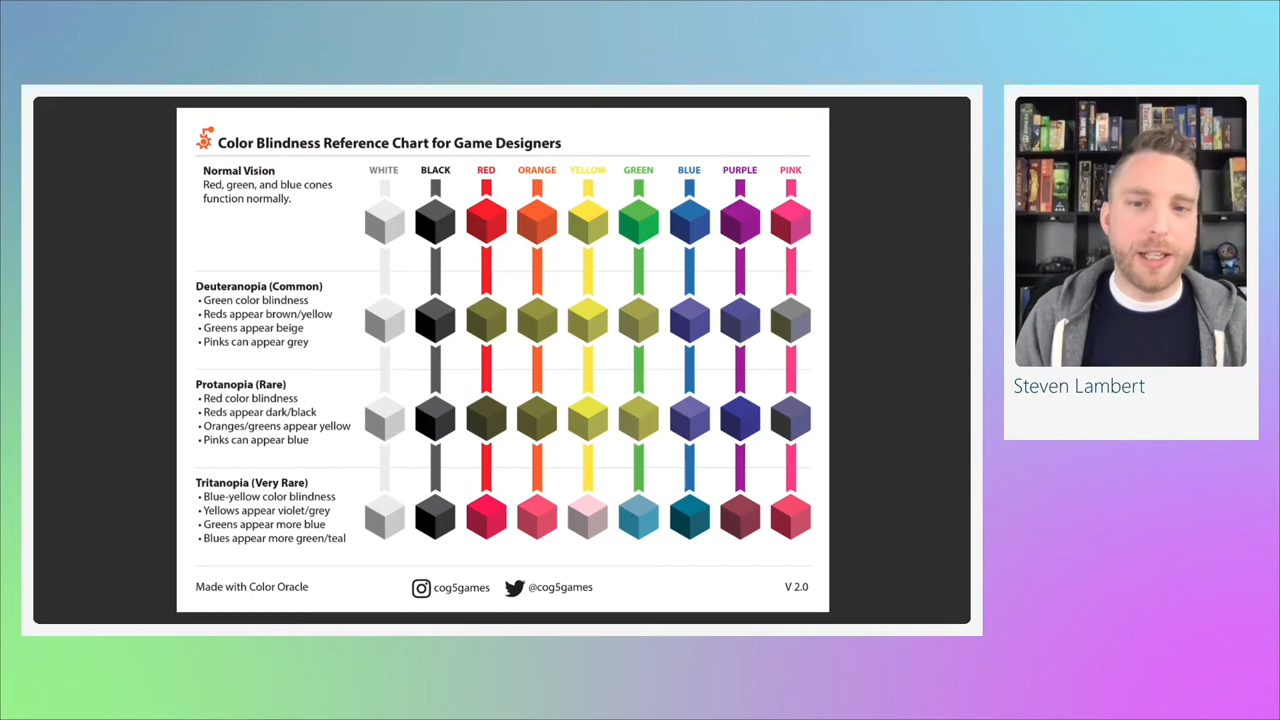 Color Blindness Reference Chart for Game Designers
WHITE BLACK RED ORANGE YELLOW GREEN BLUE PURPLE PINK
Normal Vision
Red, green, and blue cones
function normally.
Deuteranopia (Common)
• Green color blindness
• Reds appear brown/yellow
• Greens appear beige
• Pinks can appear grey
Protanopia (Rare)
• Red color blindness
• Reds appear dark/black
• Oranges/greens appear yellow
• Pinks can appear blue
Tritanopia (Very Rare)
• Blue-yellow color blindness
• Yellows appear violet/grey
• Greens appear more blue
• Blues appear more green/teal
Made with Color Oracle
cog5games
@cog5games
V 2.0
Steven Lambert